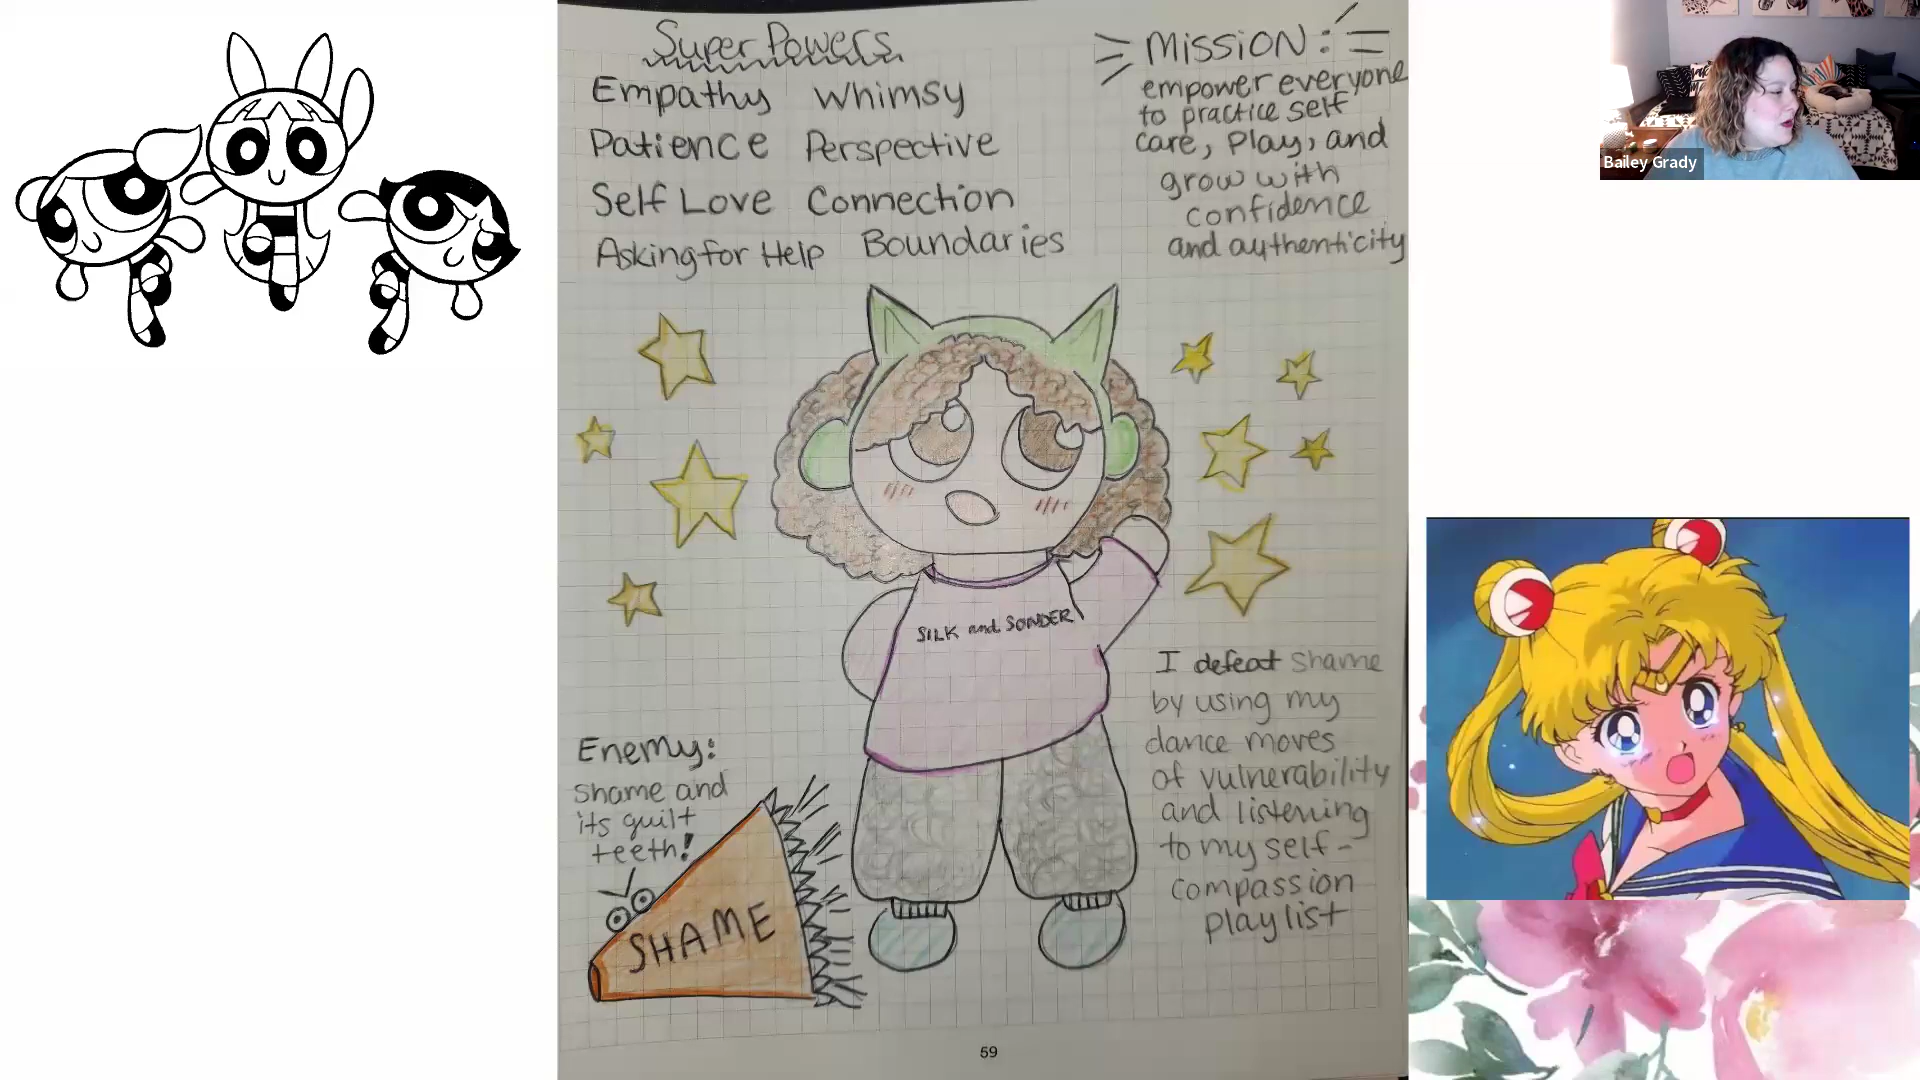 Super Powers
Empathy Whimsy
Patience Perspective
Self Love Connection
Asking for Help Boundaries
MISSION:
empower everyone
to practice self
care, play, and
grow with
confidence
and authenticity
Bailey Grady
SILK and SONDER
Enemy:
shame and
its guilt
teeth!
SHAME
I defeat shame
by using my
dance moves
of vulnerability
and listening
to my self-
compassion
playlist
59